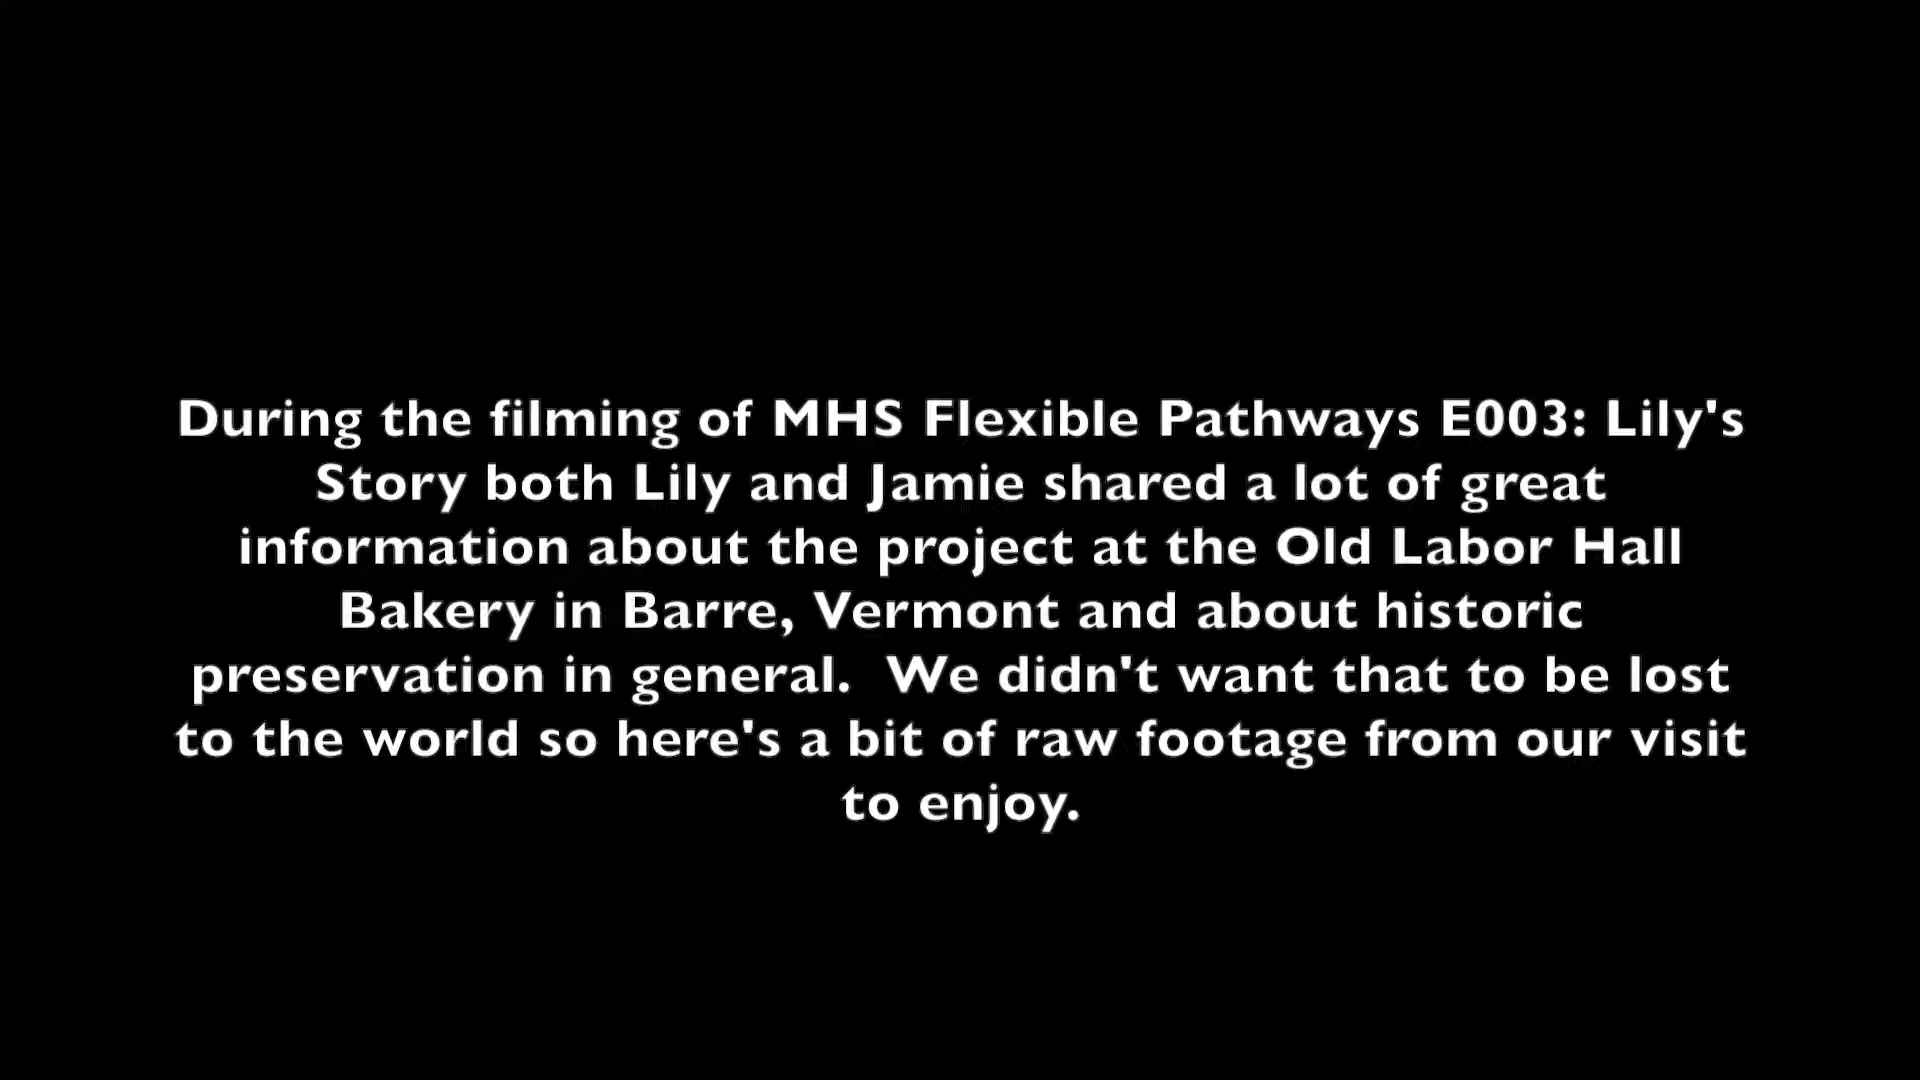 During the filming of MHS Flexible Pathways E003: Lily's
Story both Lily and Jamie shared a lot of great
information about the project at the Old Labor Hall
Bakery in Barre, Vermont and about historic
preservation in general.  We didn't want that to be lost
to the world so here's a bit of raw footage from our visit
to enjoy.